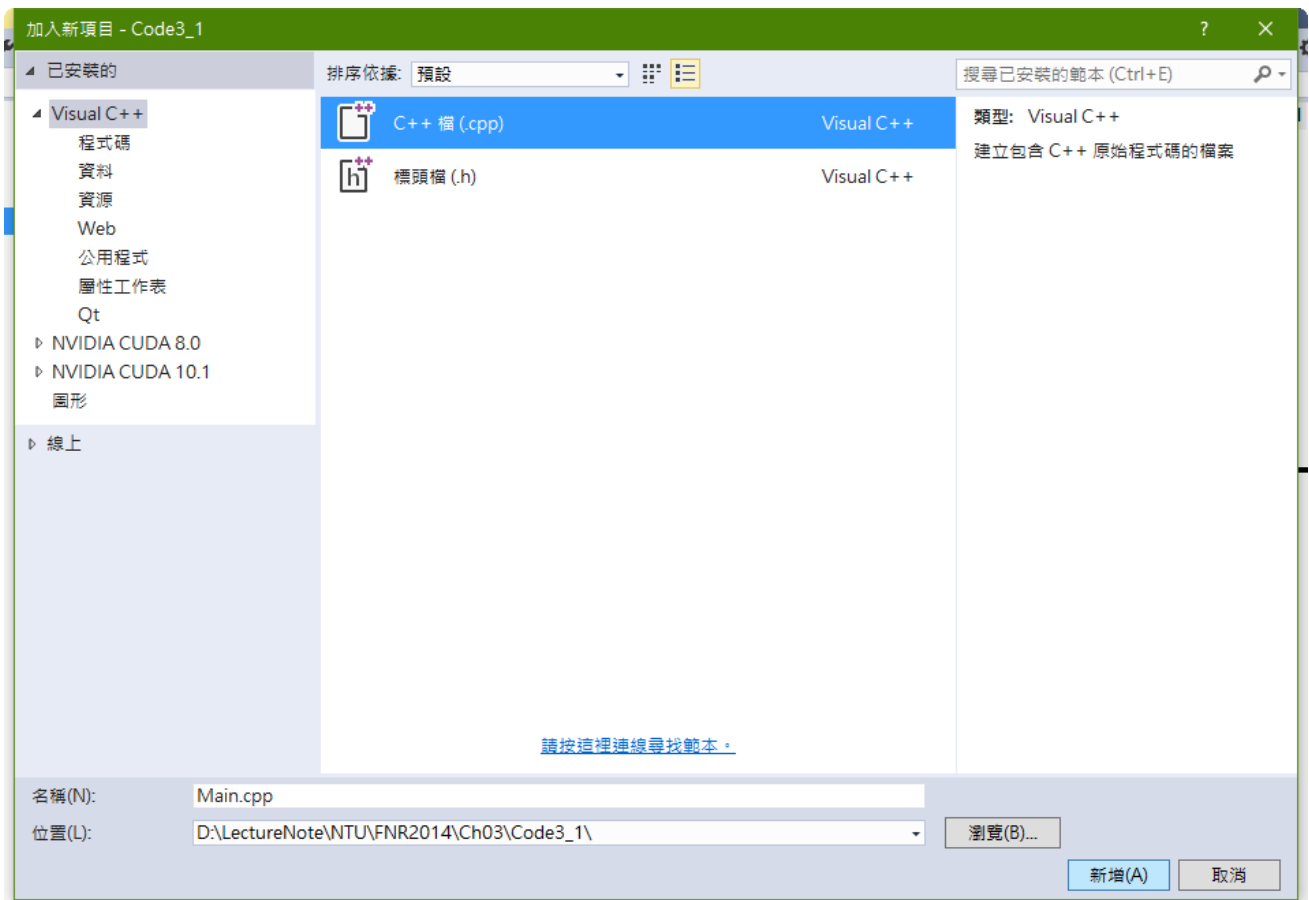 加入新項目 - Code3_1
?
已安裝的
排序依據: 預設
搜尋已安裝的範本 (Ctrl+E)
Visual C++
程式碼
資料
資源
Web
公用程式
屬性工作表
Qt
NVIDIA CUDA 8.0
NVIDIA CUDA 10.1
圖形
線上
C++ 檔 (.cpp) Visual C++
標頭檔 (.h) Visual C++
請按這裡連線尋找範本。
類型: Visual C++
建立包含 C++ 原始程式碼的檔案
名稱(N): Main.cpp
位置(L): D:\LectureNote\NTU\FNR2014\Ch03\Code3_1\ 瀏覽(B)...
新增(A) 取消